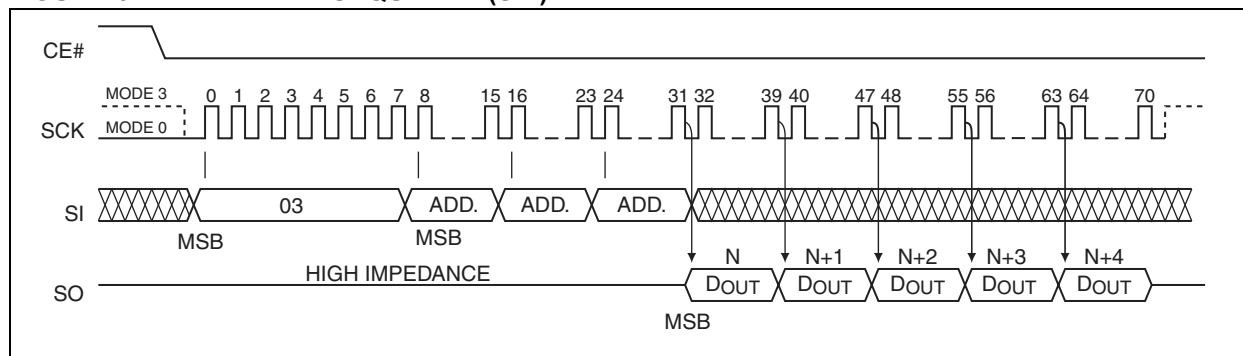 CE#
MODE 3
0 1 2 3 4 5 6 7 8 15 16 23 24 31 32 39 40 47 48 55 56 63 64 70
SCK
MODE 0
SI
03
ADD.
ADD.
ADD.
MSB
MSB
N
N+1
N+2
N+3
N+4
HIGH IMPEDANCE
SO
DOUT
DOUT
DOUT
DOUT
DOUT
MSB